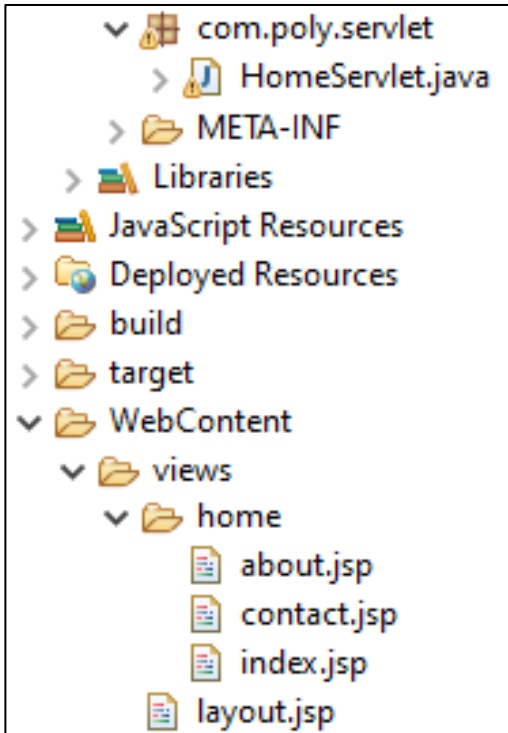 com.poly.servlet
HomeServlet.java
META-INF
Libraries
JavaScript Resources
Deployed Resources
build
target
WebContent
views
home
about.jsp
contact.jsp
index.jsp
layout.jsp